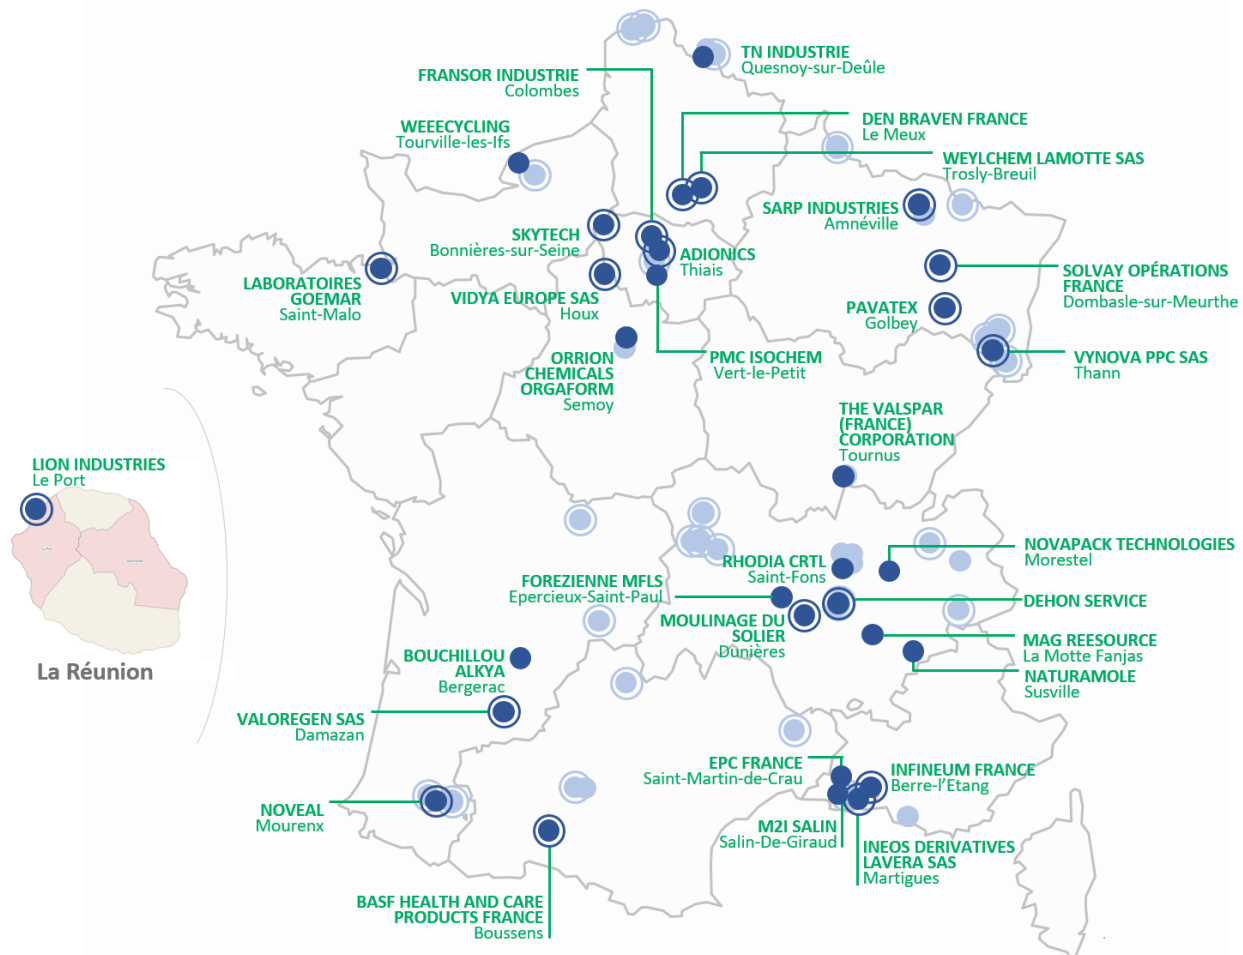 TN INDUSTRIE
Quesnoy-sur-Deûle
FRANSOR INDUSTRIE
Colombes
DEN BRAVEN FRANCE
Le Meux
WEEECYCLING
Tourville-les-Ifs
WEYLCHEM LAMOTTE SAS
Trosly-Breuil
SARP INDUSTRIES
Amnéville
SKYTECH
Bonnières-sur-Seine
ADIONICS
Thiais
SOLVAY OPÉRATIONS
FRANCE
Dombasle-sur-Meurthe
LABORATOIRES
GOEMAR
Saint-Malo
VIDYA EUROPE SAS
Houx
PAVATEX
Golbey
ORRION
CHEMICALS
ORGAFORM
Semoy
PMC ISOCHEM
Vert-le-Petit
VYNOVA PPC SAS
Thann
THE VALSPAR
(FRANCE)
CORPORATION
Tournus
LION INDUSTRIES
Le Port
La Réunion
NOVAPACK TECHNOLOGIES
Morestel
RHODIA CRTL
Saint-Fons
FOREZIENNE MFLS
Epercieux-Saint-Paul
DEHON SERVICE
MOULINAGE DU
SOLIER
Dunières
MAG REESOURCE
La Motte Fanjas
NATURAMOLE
Susville
BOUCHILLOU
ALKYA
Bergerac
VALOREGEN SAS
Damazan
EPC FRANCE
Saint-Martin-de-Crau
INFINEUM FRANCE
Berre-l'Etang
NOVEAL
Mourenx
M2I SALIN
Salin-De-Giraud
INEOS DERIVATIVES
LAVERA SAS
Martigues
BASF HEALTH AND CARE
PRODUCTS FRANCE
Boussens